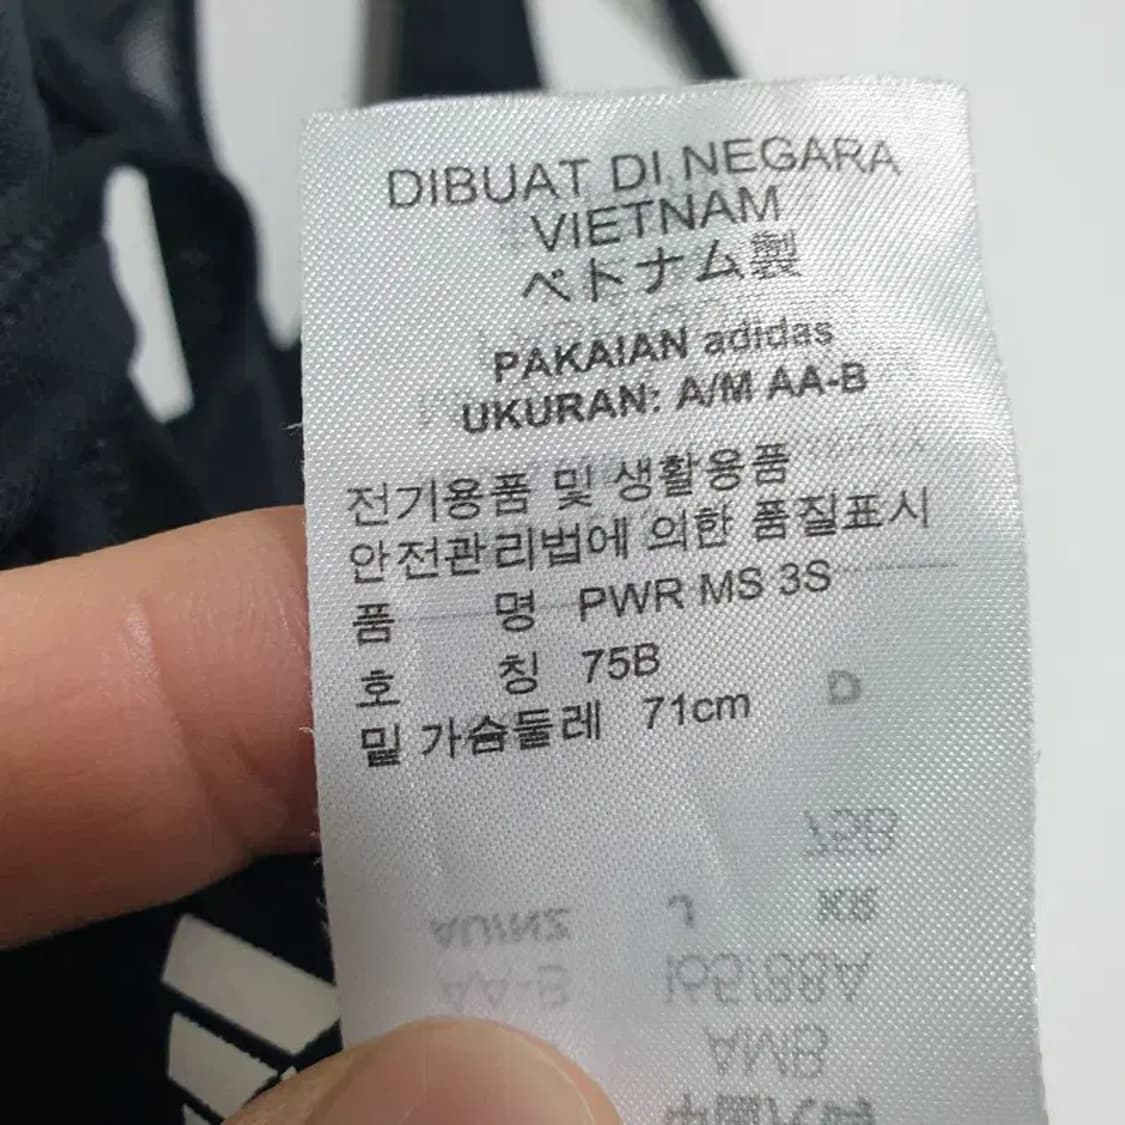 DIBUAT DI NEGARA
VIETNAM
ベトナム製
PAKAIAN adidas
UKURAN: A/M AA-B
전기용품 및 생활용품
안전관리법에 의한 품질표시
품 명 PWR MS 3S
호 칭 75B
밑 가슴둘레 71cm